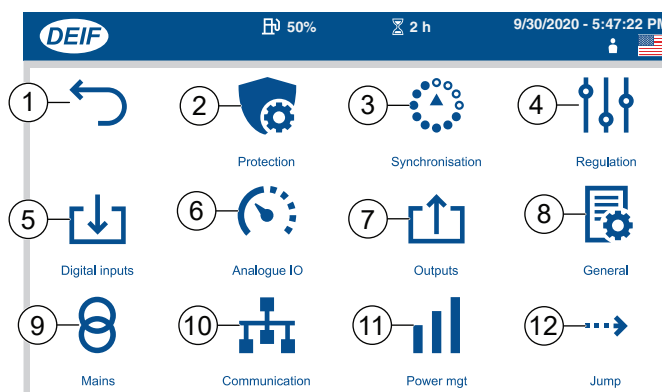 DEIF
50%
2 h
9/30/2020 - 5:47:22 PM
1
2
3
4
Protection
Synchronisation
Regulation
5
6
7
8
Digital inputs
Analogue IO
Outputs
General
9
10
11
12
Mains
Communication
Power mgt
Jump